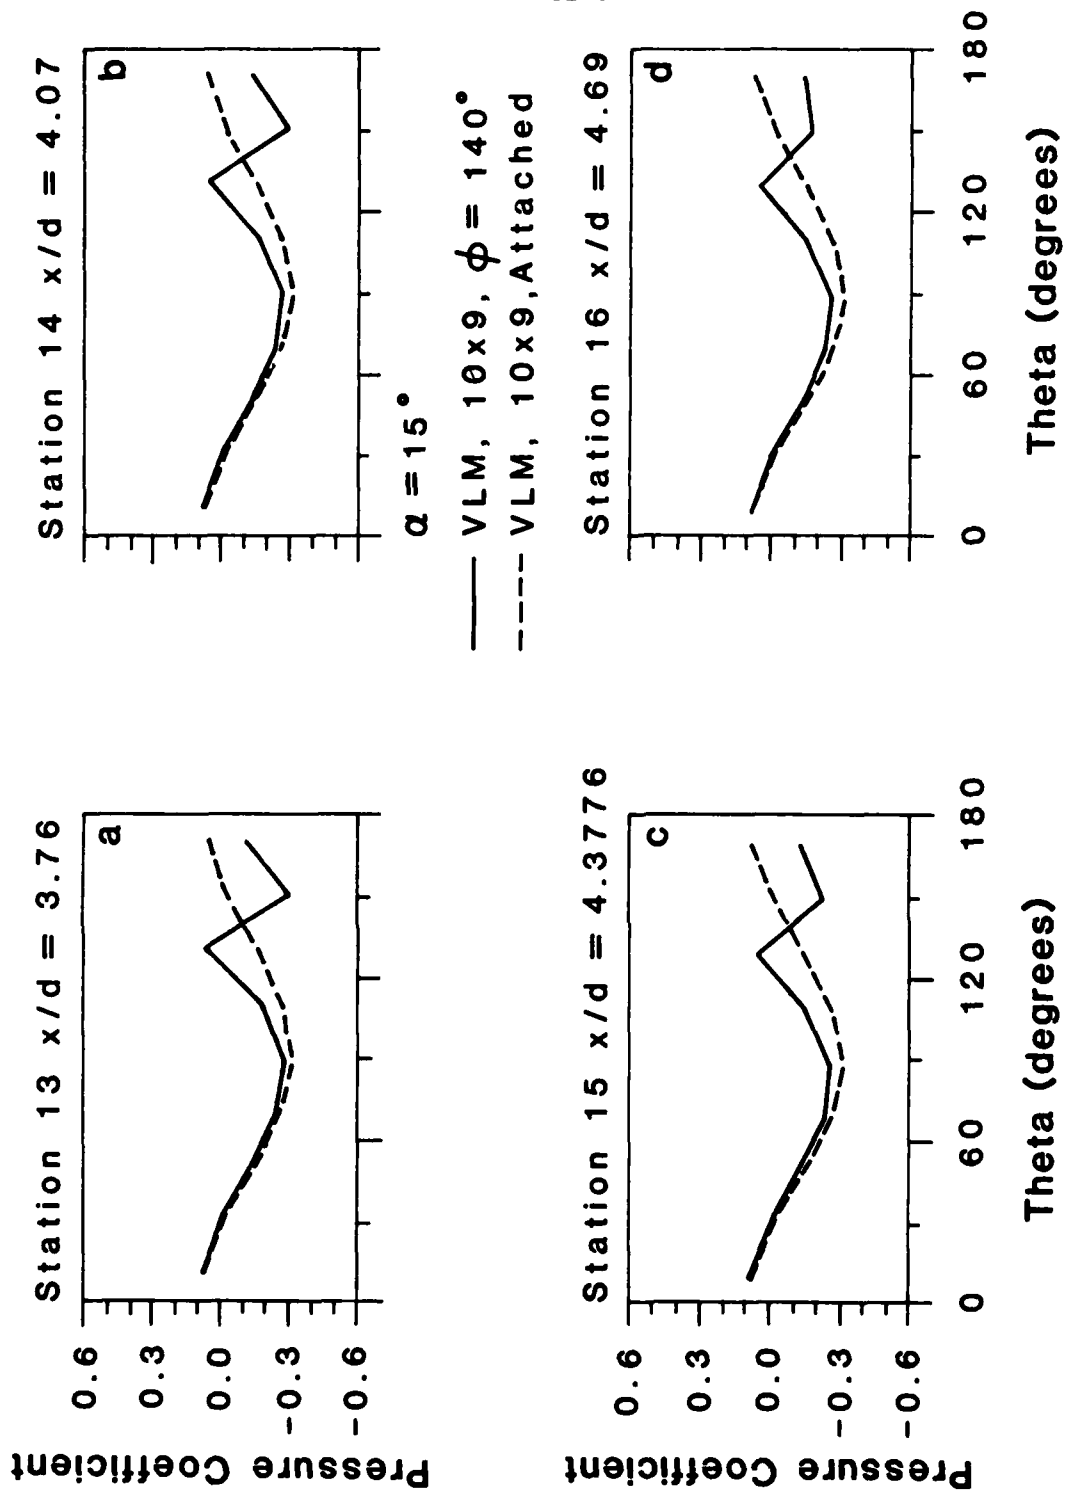 Station 13 x/d = 3.76
a
0.6
0.3
0.0
-0.3
-0.6
Pressure Coefficient
Station 14 x/d = 4.07
b
α = 15°
VLM, 10x9, ϕ = 140°
VLM, 10x9, Attached
Station 15 x/d = 4.3776
c
0.6
0.3
0.0
-0.3
-0.6
Pressure Coefficient
0 60 120 180
Theta (degrees)
Station 16 x/d = 4.69
d
0 60 120 180
Theta (degrees)